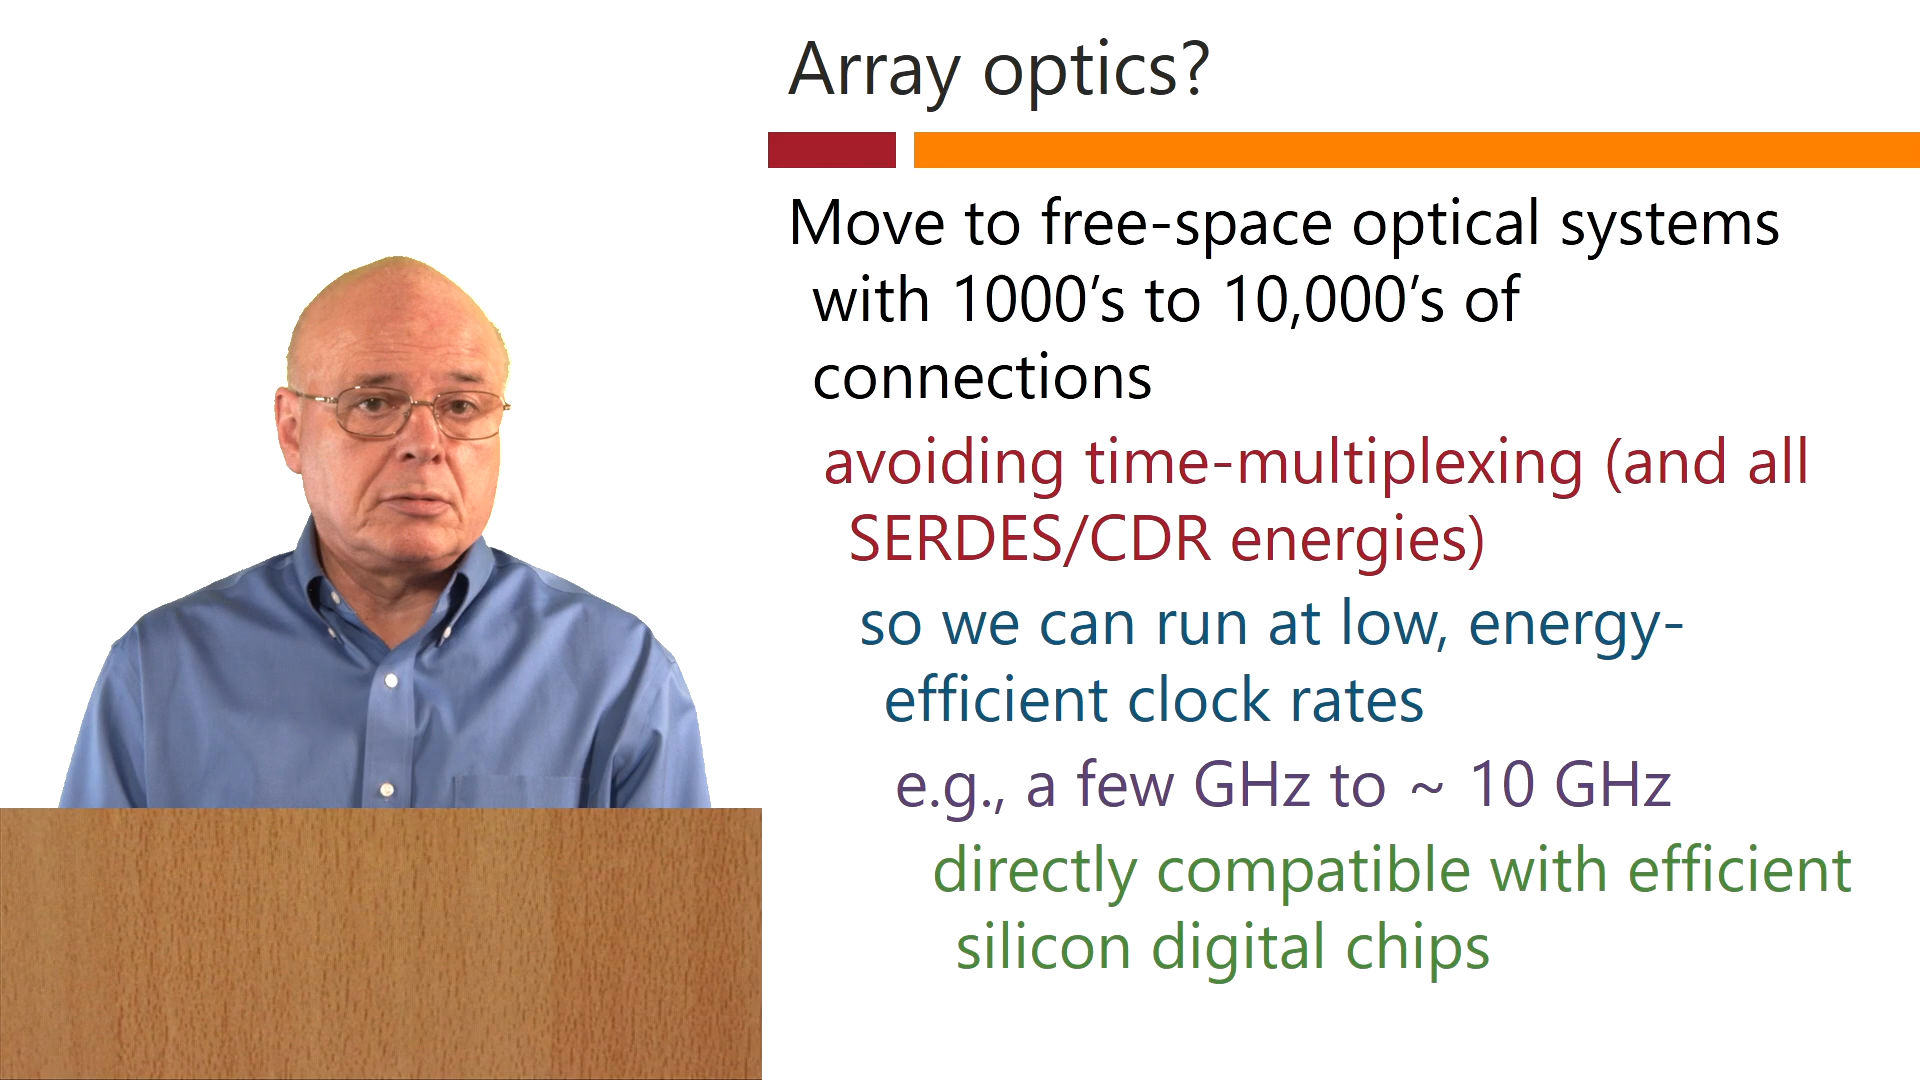 Array optics?
Move to free-space optical systems
with 1000’s to 10,000’s of
connections
avoiding time-multiplexing (and all
SERDES/CDR energies)
so we can run at low, energy-
efficient clock rates
e.g., a few GHz to ~ 10 GHz
directly compatible with efficient
silicon digital chips